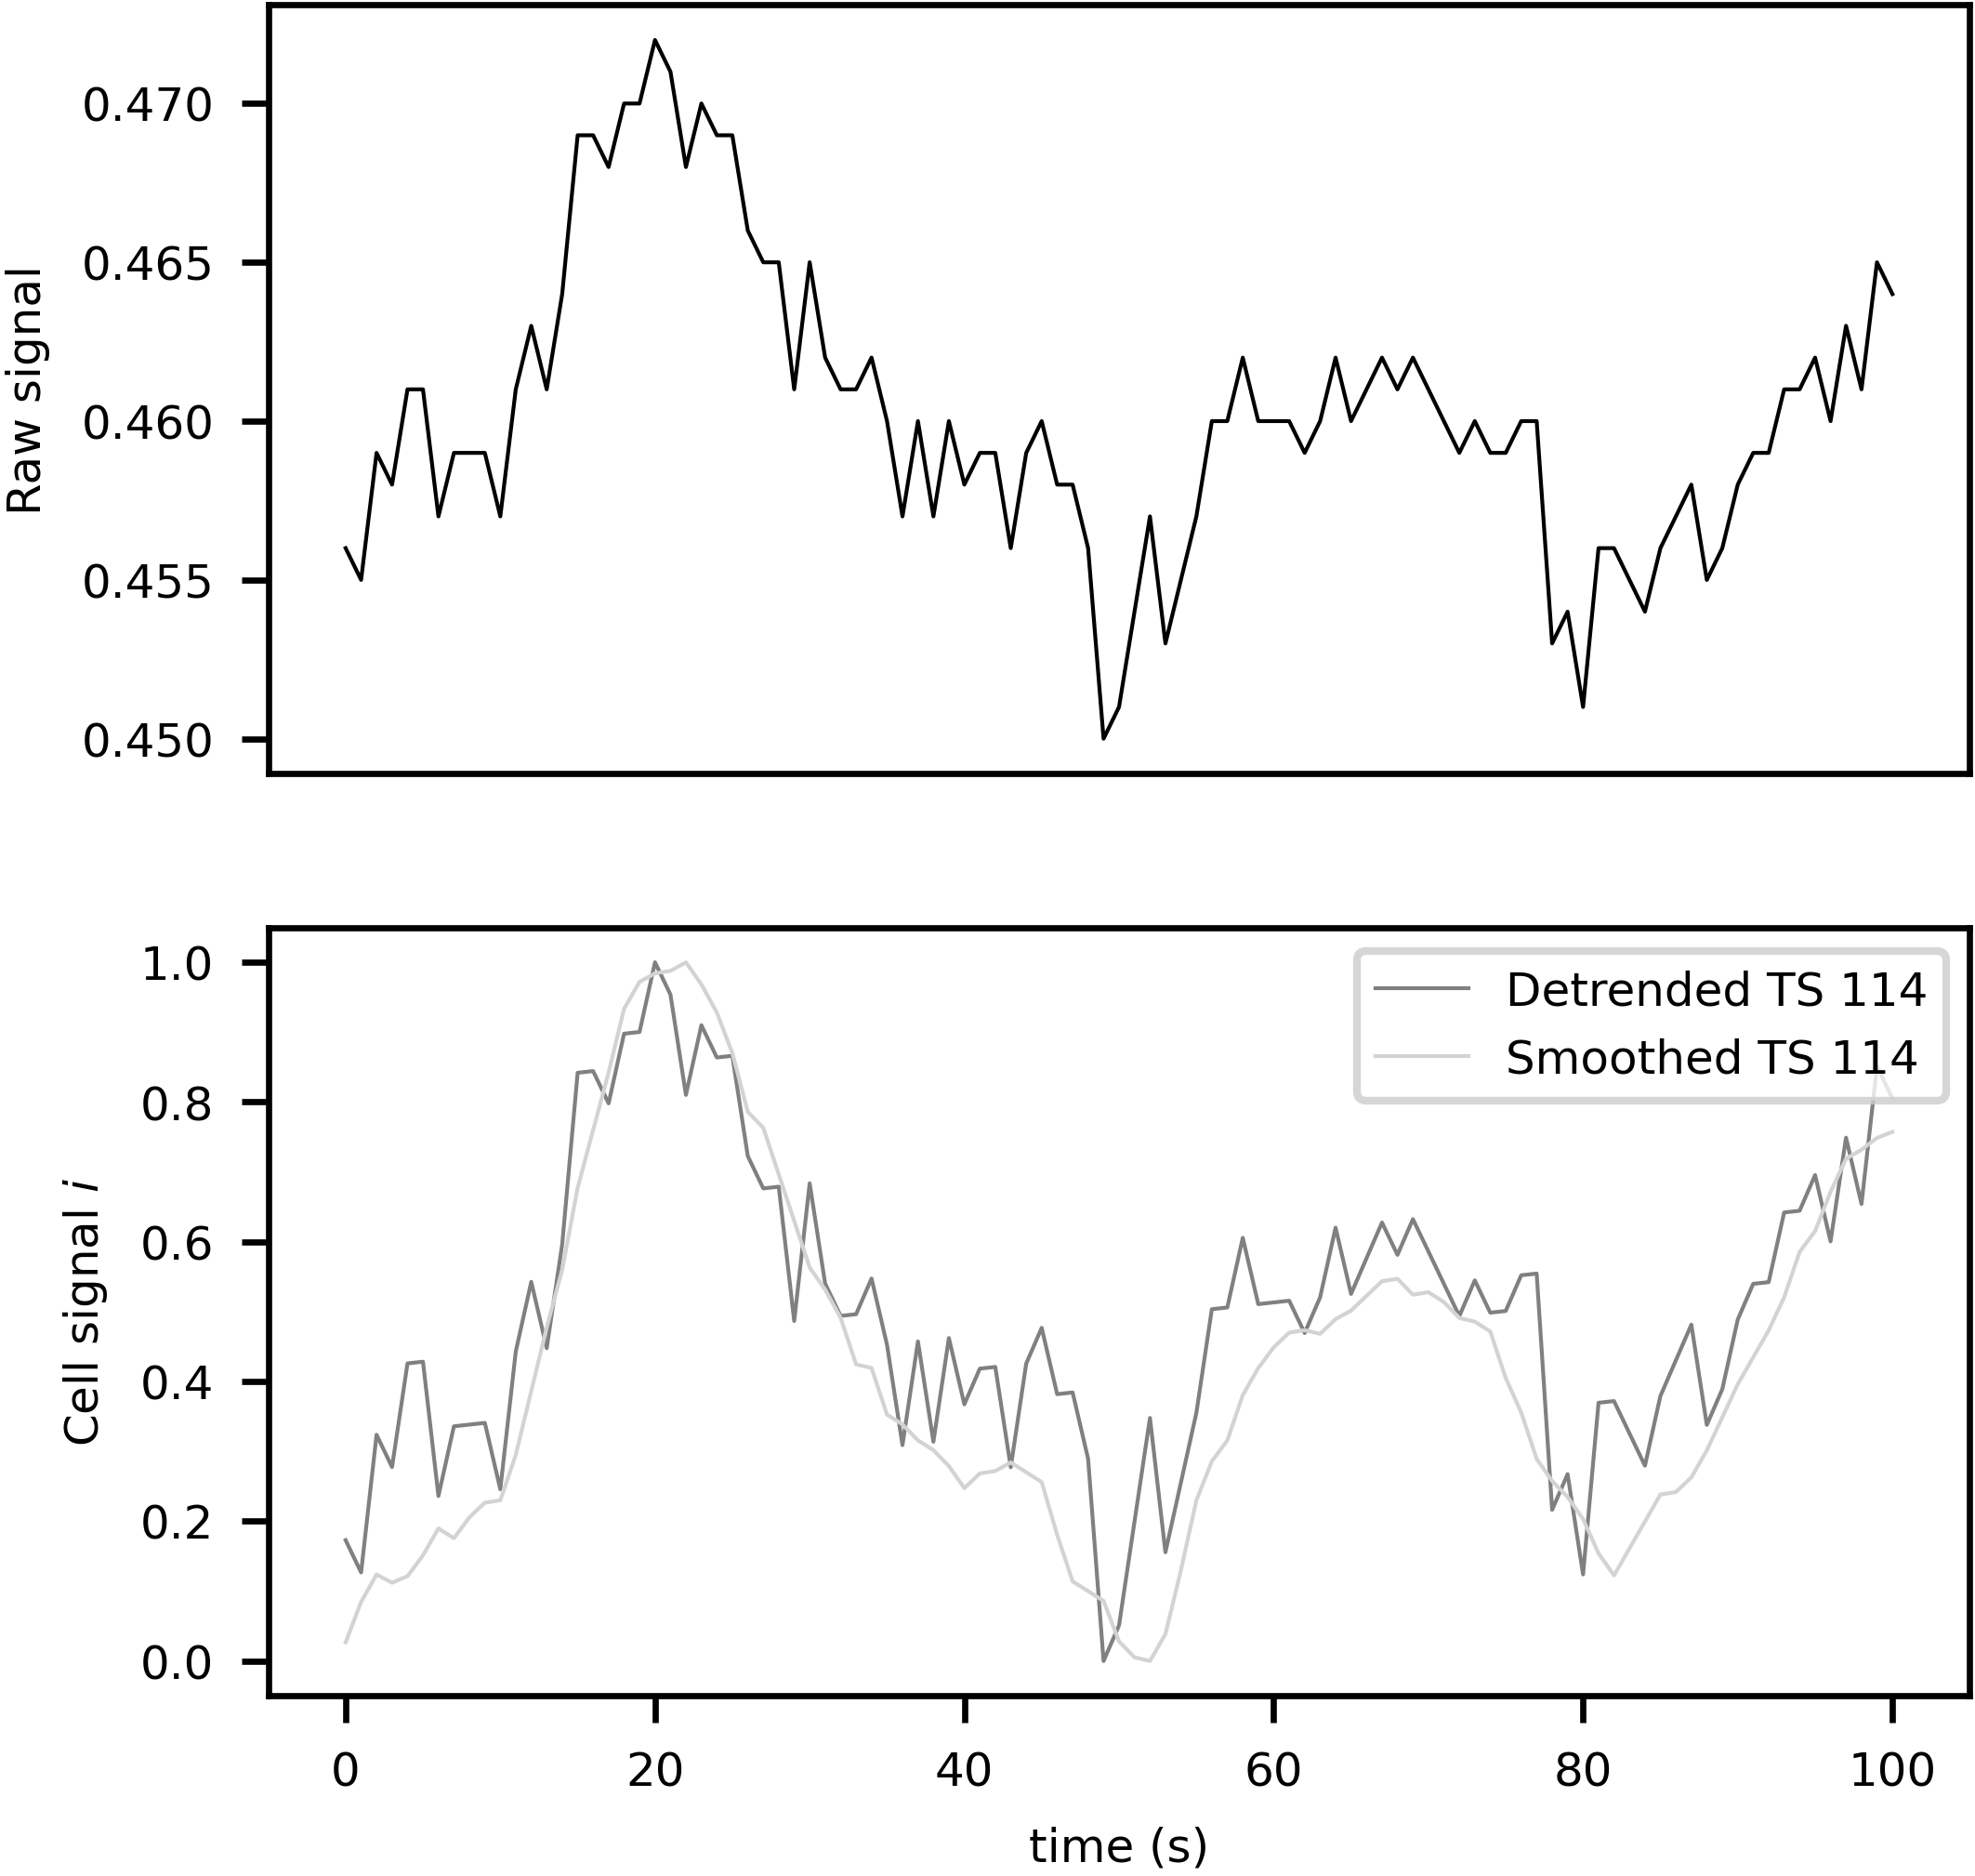 Raw signal
0.470
0.465
0.460
0.455
0.450
Cell signal i
1.0
0.8
0.6
0.4
0.2
0.0
Detrended TS 114
Smoothed TS 114
0 20 40 60 80 100
time (s)